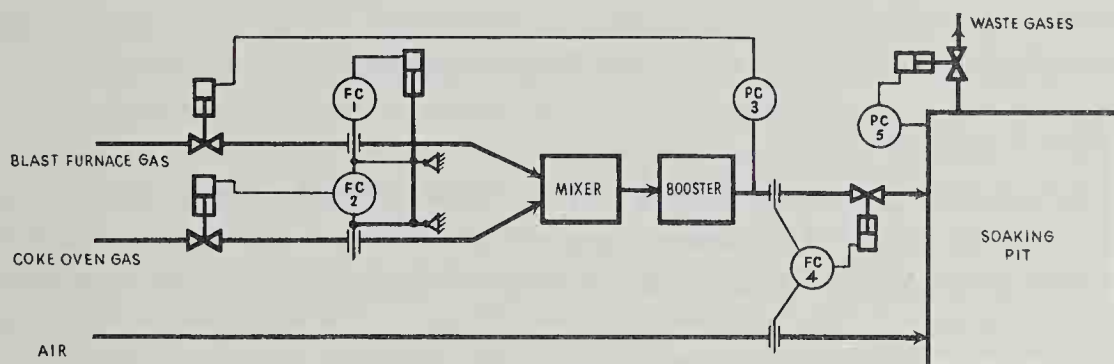 WASTE GASES
FC
1
PC
3
PC
5
BLAST FURNACE GAS
FC
2
MIXER
BOOSTER
COKE OVEN GAS
FC
4
SOAKING
PIT
AIR